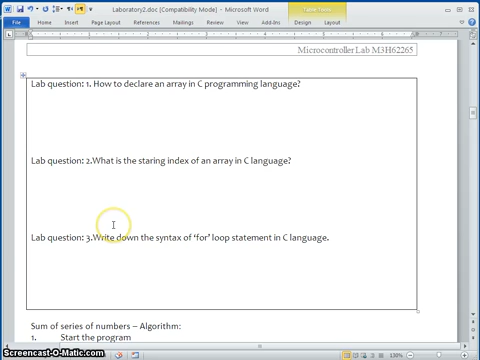 Laboratory2.doc [Compatibility Mode] - Microsoft Word
Table Tools
File Home Insert Page Layout References Mailings Review View Add-Ins Design Layout
Microcontroller Lab M3H62265
Lab question: 1. How to declare an array in C programming language?
Lab question: 2.What is the staring index of an array in C language?
Lab question: 3.Write down the syntax of ‘for’ loop statement in C language.
Sum of series of numbers – Algorithm:
1. Start the program
130%
Screencast-O-Matic.com